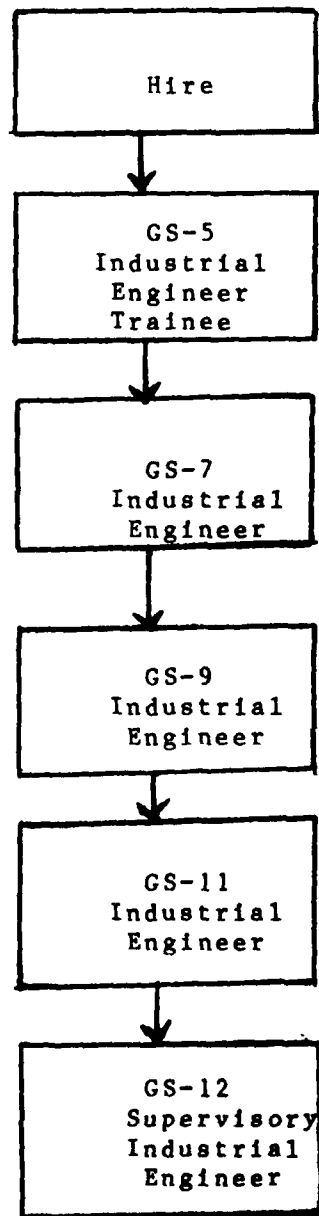 Hire
GS-5
Industrial
Engineer
Trainee
GS-7
Industrial
Engineer
GS-9
Industrial
Engineer
GS-11
Industrial
Engineer
GS-12
Supervisory
Industrial
Engineer